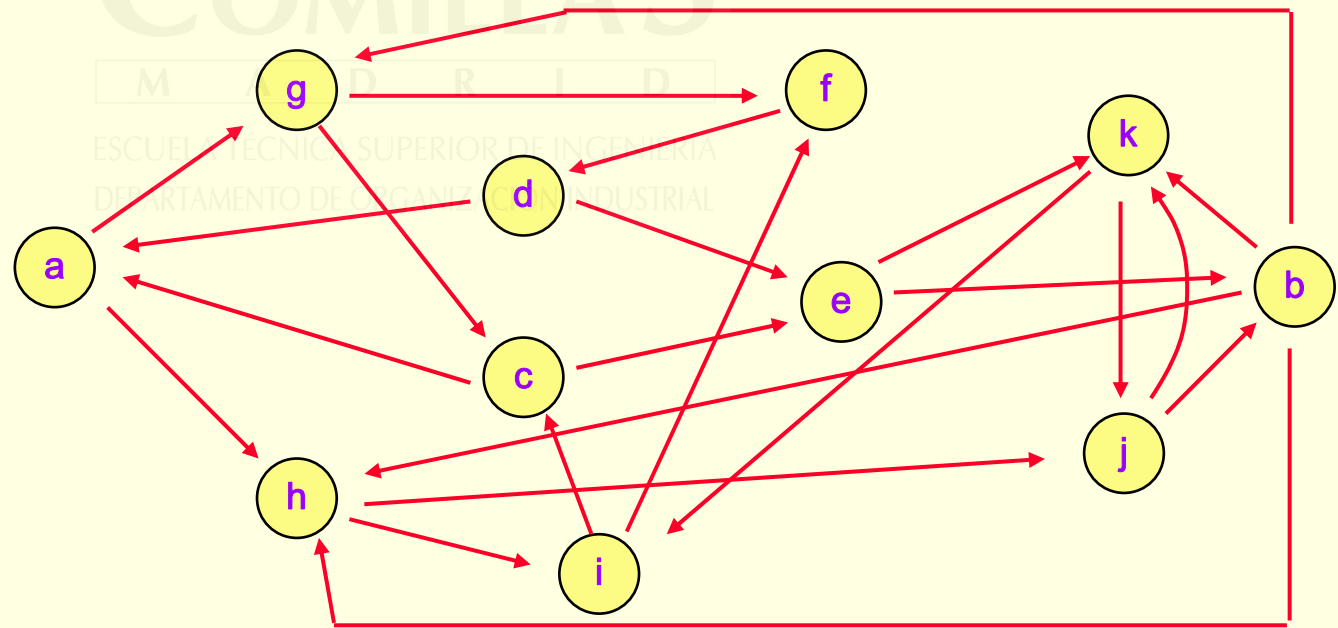 COMILLAS
M A D R I D
g
f
k
ESCUELA TÉCNICA SUPERIOR DE INGENIERÍA
d
DEPARTAMENTO DE ORGANIZACIÓN INDUSTRIAL
a
e
b
c
j
h
i